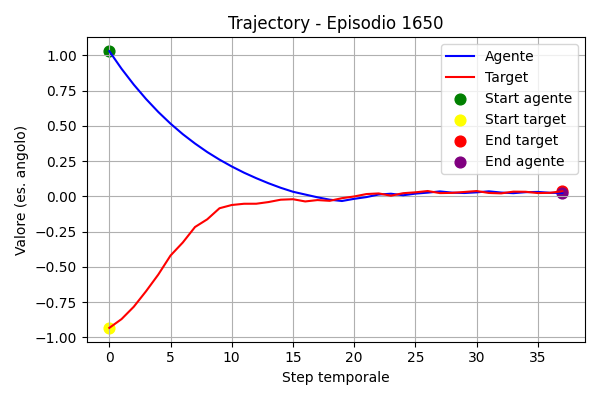 Trajectory - Episodio 1650
Agente
Target
Start agente
Start target
End target
End agente
1.00
0.75
0.50
0.25
0.00
−0.25
−0.50
−0.75
−1.00
Valore (es. angolo)
0 5 10 15 20 25 30 35
Step temporale